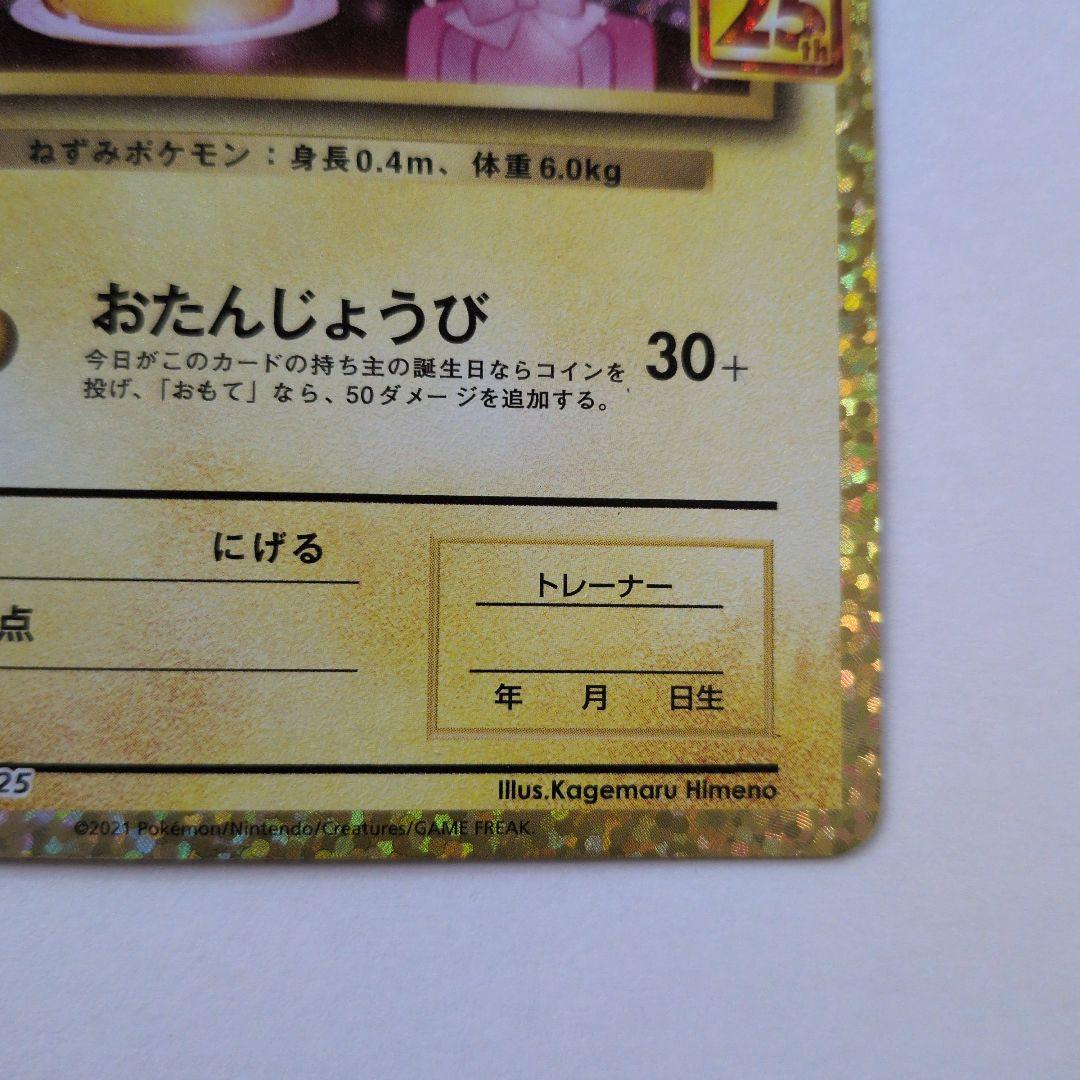 25th
ねずみポケモン：身長0.4m、体重6.0kg
おたんじょうび
30+
今日がこのカードの持ち主の誕生日ならコインを
投げ、「おもて」なら、50ダメージを追加する。
にげる
点
トレーナー
年 月 日生
25
Illus.Kagemaru Himeno
©2021 Pokémon/Nintendo/Creatures/GAME FREAK.